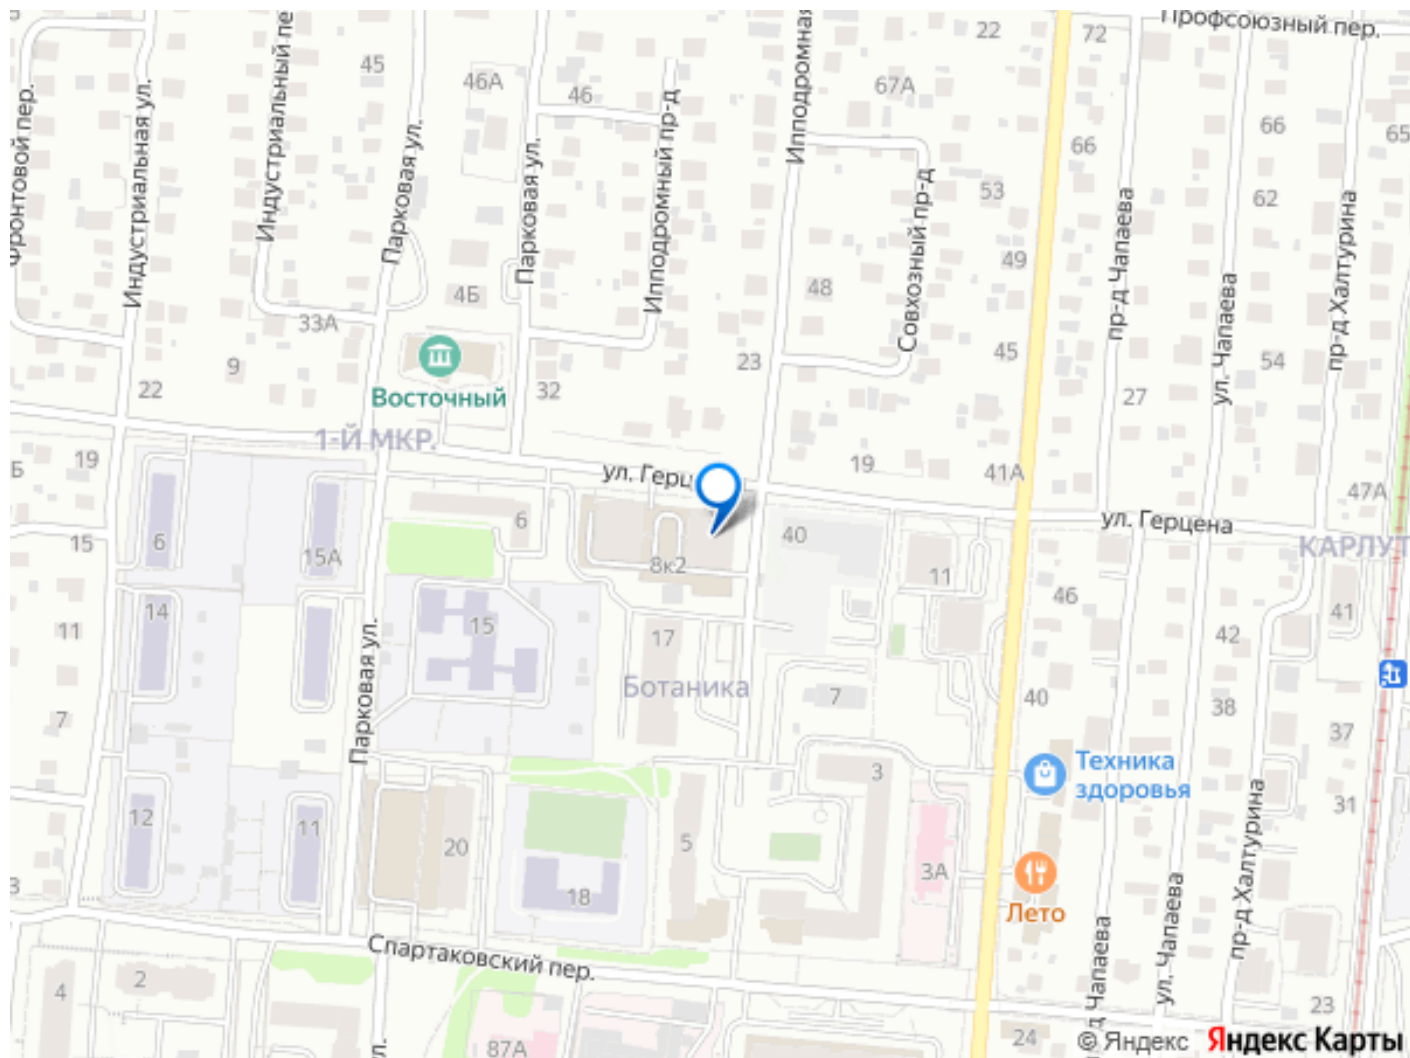 Профсоюзный пер.
22
72
45
46А
46
67А
66
66
65
Фронтовой пер.
Индустриальная ул.
Индустриальный пе
Парковая ул.
Парковая ул.
Ипподромный пр-д
Ипподромная
Совхозный пр-д
53
62
пр-д Чапаева
ул. Чапаева
пр-д Халтурина
49
48
4Б
33А
9
22
Восточный
32
23
45
54
27
1-Й МКР.
19
Б
ул. Герц
19
41А
47А
ул. Герцена
КАРЛУТ
6
15
6
15А
8к2
40
11
46
41
14
11
15
17
42
Парковая ул.
Ботаника
7
40
38
37
7
Техника
здоровья
3
31
12
11
20
5
3А
18
Лето
3
пр-д Халтурина
ул. Чапаева
д Чапаева
Спартаковский пер.
4
2
23
87А
24
л.
© Яндекс
Яндекс Карты